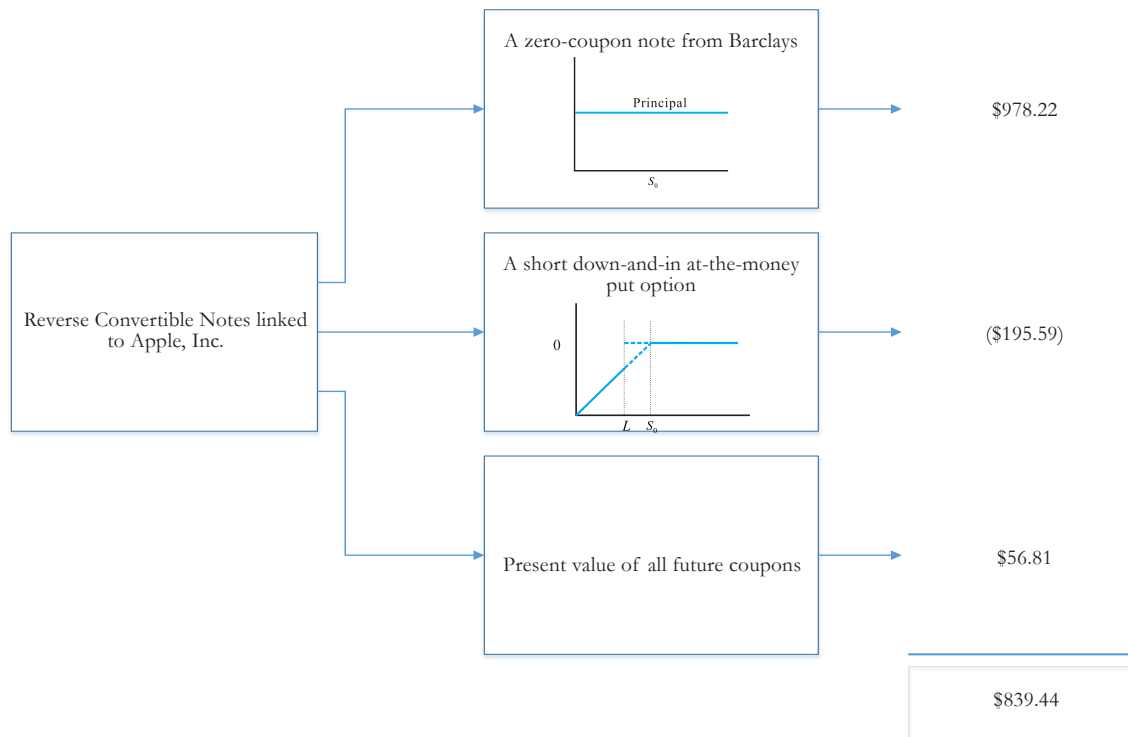 A zero-coupon note from Barclays
Principal
S₀
$978.22
Reverse Convertible Notes linked
to Apple, Inc.
A short down-and-in at-the-money
put option
0
L S₀
($195.59)
Present value of all future coupons
$56.81
$839.44